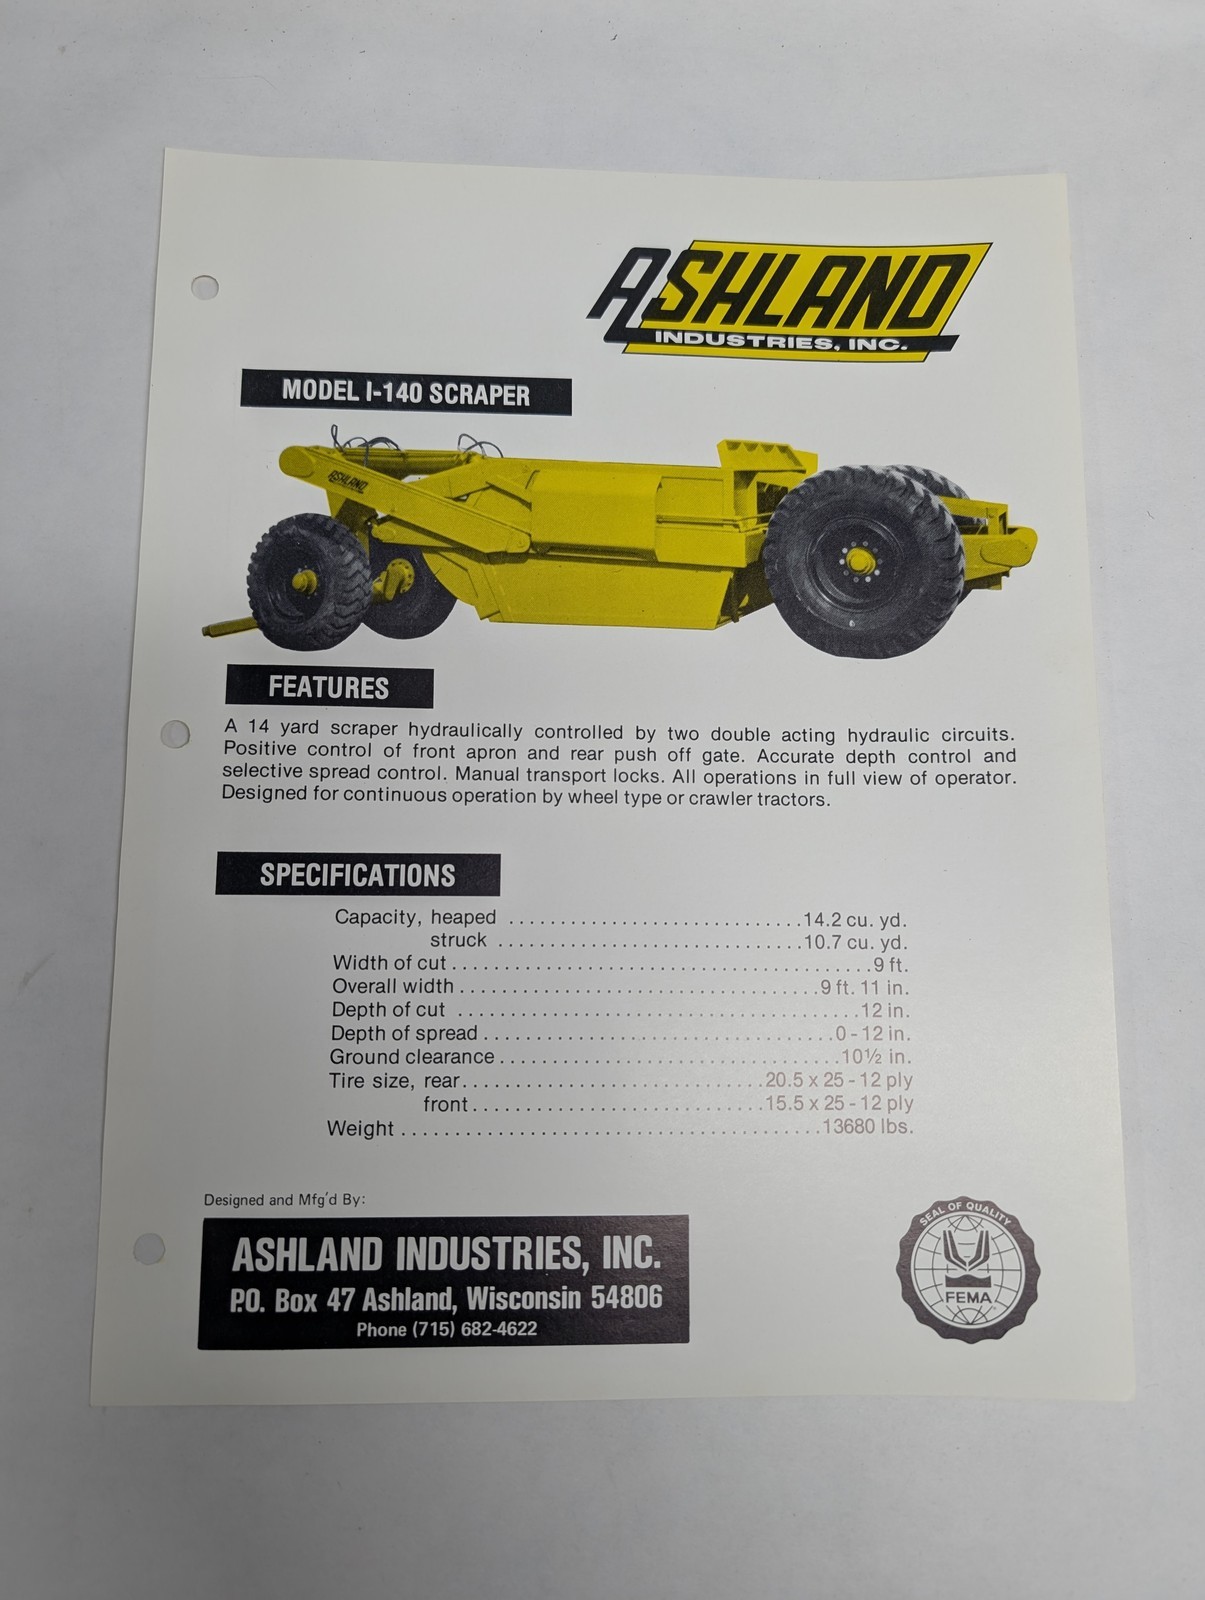 ASHLAND
INDUSTRIES, INC.
MODEL I-140 SCRAPER
ASHLAND
FEATURES
A 14 yard scraper hydraulically controlled by two double acting hydraulic circuits.
Positive control of front apron and rear push off gate. Accurate depth control and
selective spread control. Manual transport locks. All operations in full view of operator.
Designed for continuous operation by wheel type or crawler tractors.
SPECIFICATIONS
Capacity, heaped ............................14.2 cu. yd.
struck .............................10.7 cu. yd.
Width of cut........................................9 ft.
Overall width..................................9 ft. 11 in.
Depth of cut ......................................12 in.
Depth of spread.................................0 - 12 in.
Ground clearance................................10½ in.
Tire size, rear............................20.5 x 25 - 12 ply
front............................15.5 x 25 - 12 ply
Weight........................................13680 lbs.
Designed and Mfg'd By:
ASHLAND INDUSTRIES, INC.
P.O. Box 47 Ashland, Wisconsin 54806
Phone (715) 682-4622
SEAL OF QUALITY
FEMA